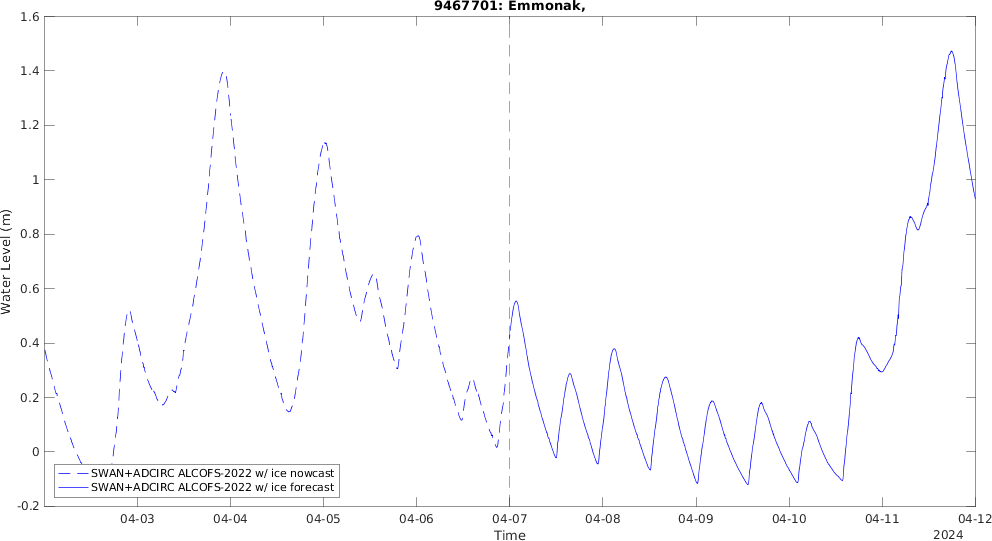 9467701: Emmonak,
1.6
1.4
1.2
1
0.8
0.6
0.4
0.2
0
-0.2
Water Level (m)
SWAN+ADCIRC ALCOFS-2022 w/ ice nowcast
SWAN+ADCIRC ALCOFS-2022 w/ ice forecast
04-03 04-04 04-05 04-06 04-07 04-08 04-09 04-10 04-11 04-12
Time
2024